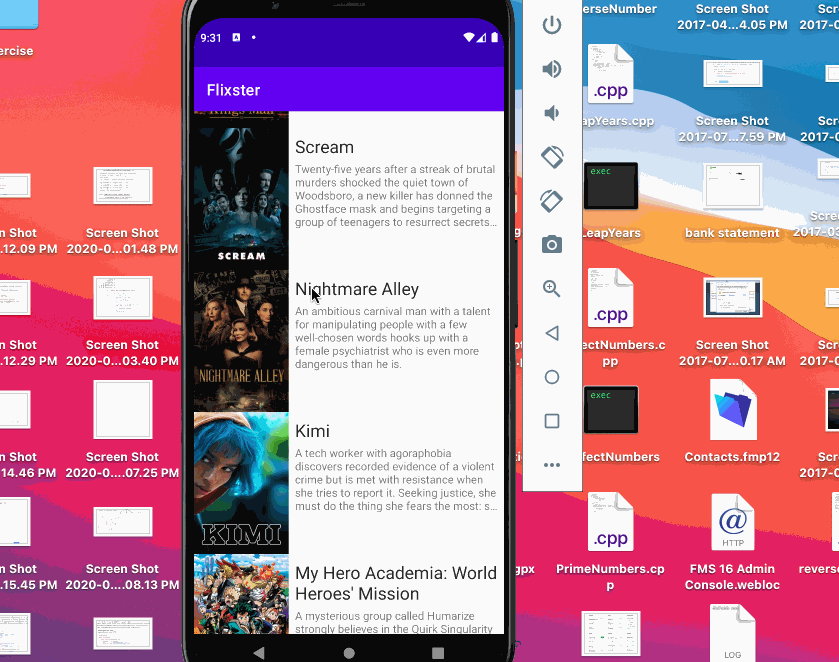 9:31
Flixster
Scream
Twenty-five years after a streak of brutal
murders shocked the quiet town of
Woodsboro, a new killer has donned the
Ghostface mask and begins targeting a
group of teenagers to resurrect secrets...
SCREAM
Nightmare Alley
An ambitious carnival man with a talent
for manipulating people with a few
well-chosen words hooks up with a
female psychiatrist who is even more
dangerous than he is.
NIGHTMARE ALLEY
Kimi
A tech worker with agoraphobia
discovers recorded evidence of a violent
crime but is met with resistance when
she tries to report it. Seeking justice, she
must do the thing she fears the most: s...
KIMI
My Hero Academia: World
Heroes' Mission
A mysterious group called Humarize
strongly believes in the Quirk Singularity
ercise
n Shot
.12.09 PM
Screen Shot
2020-0...01.48 PM
n Shot
.12.29 PM
Screen Shot
2020-0....03.40 PM
n Shot
14.46 PM
Screen Shot
2020-0....07.25 PM
n Shot
.15.45 PM
Screen Shot
2020-0....08.13 PM
erseNumber
Screen Shot
2017-04...4.05 PM
Scre
2017-0
.cpp
apYears.cpp
Screen Shot
2017-07...7.59 PM
Scre
2017-0
exec
LeapYears
bank statement
Scree
2017-03
.cpp
ectNumbers.c
pp
Screen Shot
2017-07...0.17 AM
Scre
2017-0
exec
fectNumbers
Contacts.fmp12
Scre
2017-0
gpx
.cpp
PrimeNumbers.cp
p
@
HTTP
FMS 16 Admin
Console.webloc
revers
LOG